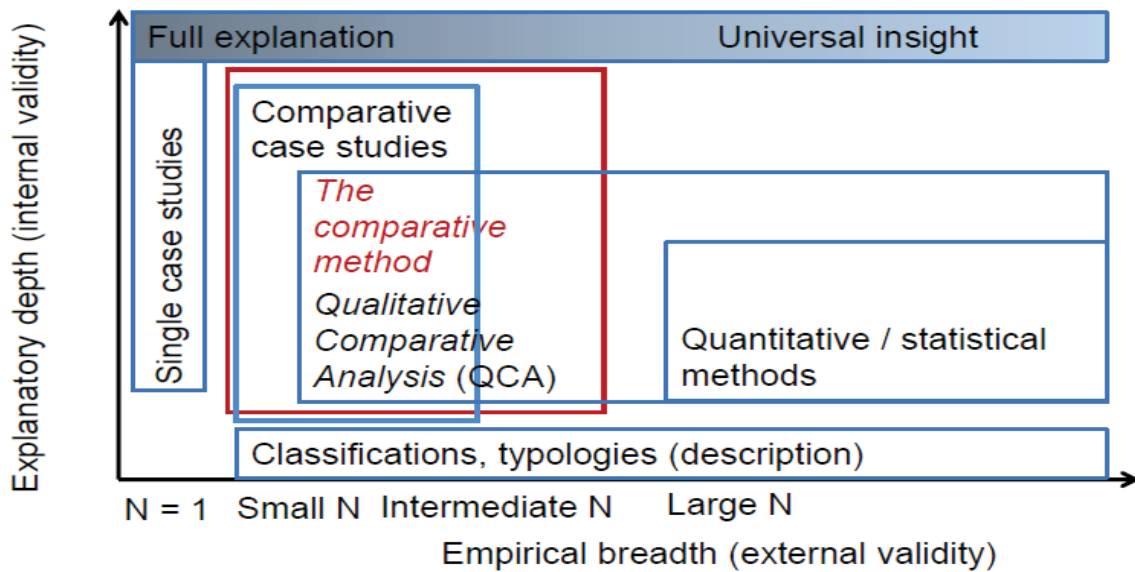 Full explanation Universal insight
Explanatory depth (internal validity)
Single case studies
Comparative
case studies
The
comparative
method
Qualitative
Comparative
Analysis (QCA)
Quantitative / statistical
methods
Classifications, typologies (description)
N = 1 Small N Intermediate N Large N
Empirical breadth (external validity)